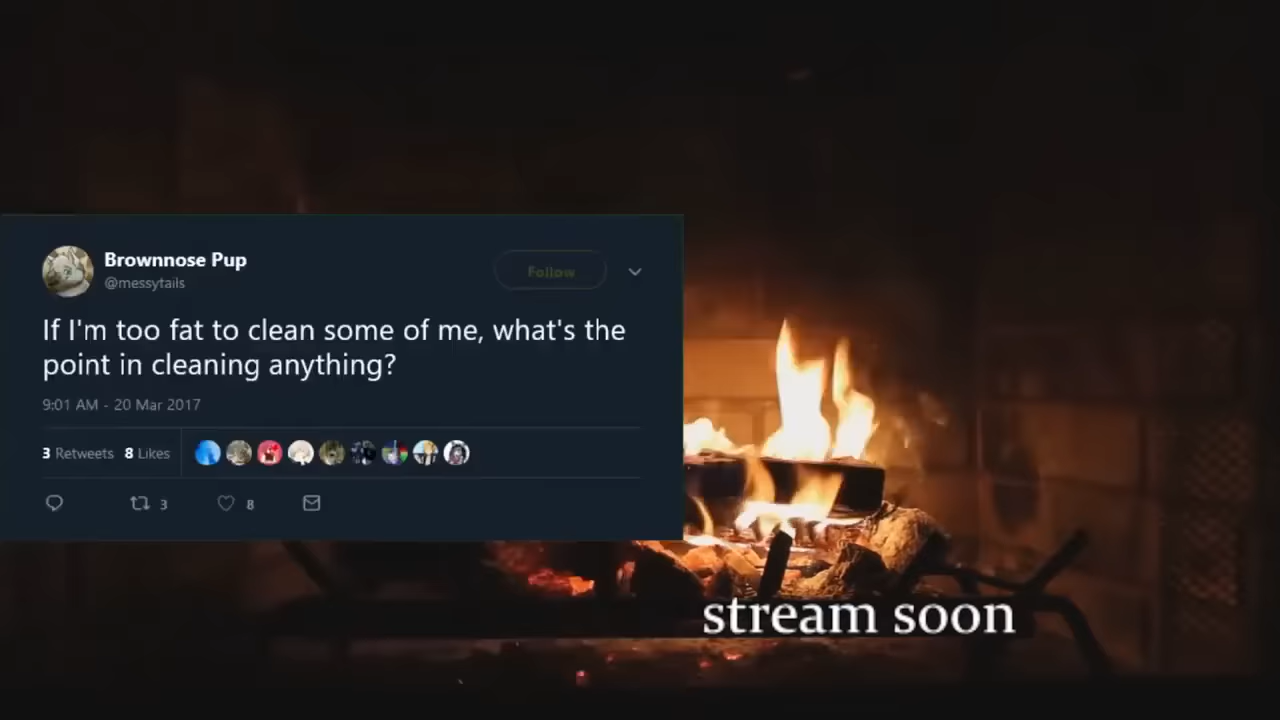 Brownnose Pup
@messytails
Follow
If I'm too fat to clean some of me, what's the
point in cleaning anything?
9:01 AM - 20 Mar 2017
3 Retweets 8 Likes
3 8
stream soon